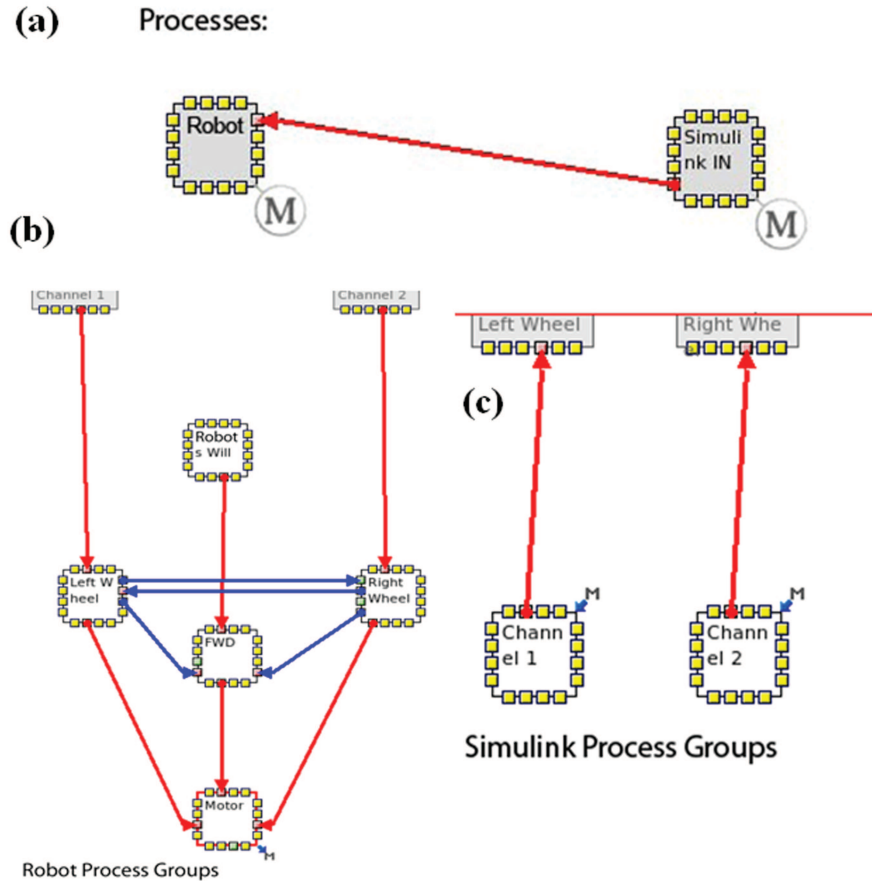 (a)
Processes:
Robot
M
Simuli
nk IN
M
(b)
Channel 1
Channel 2
Robot
s Will
Left W
heel
Right
Wheel
FWD
Motor
M
Robot Process Groups
Left Wheel
Right Whe
el
(c)
M
M
Chann
el 1
Chann
el 2
Simulink Process Groups